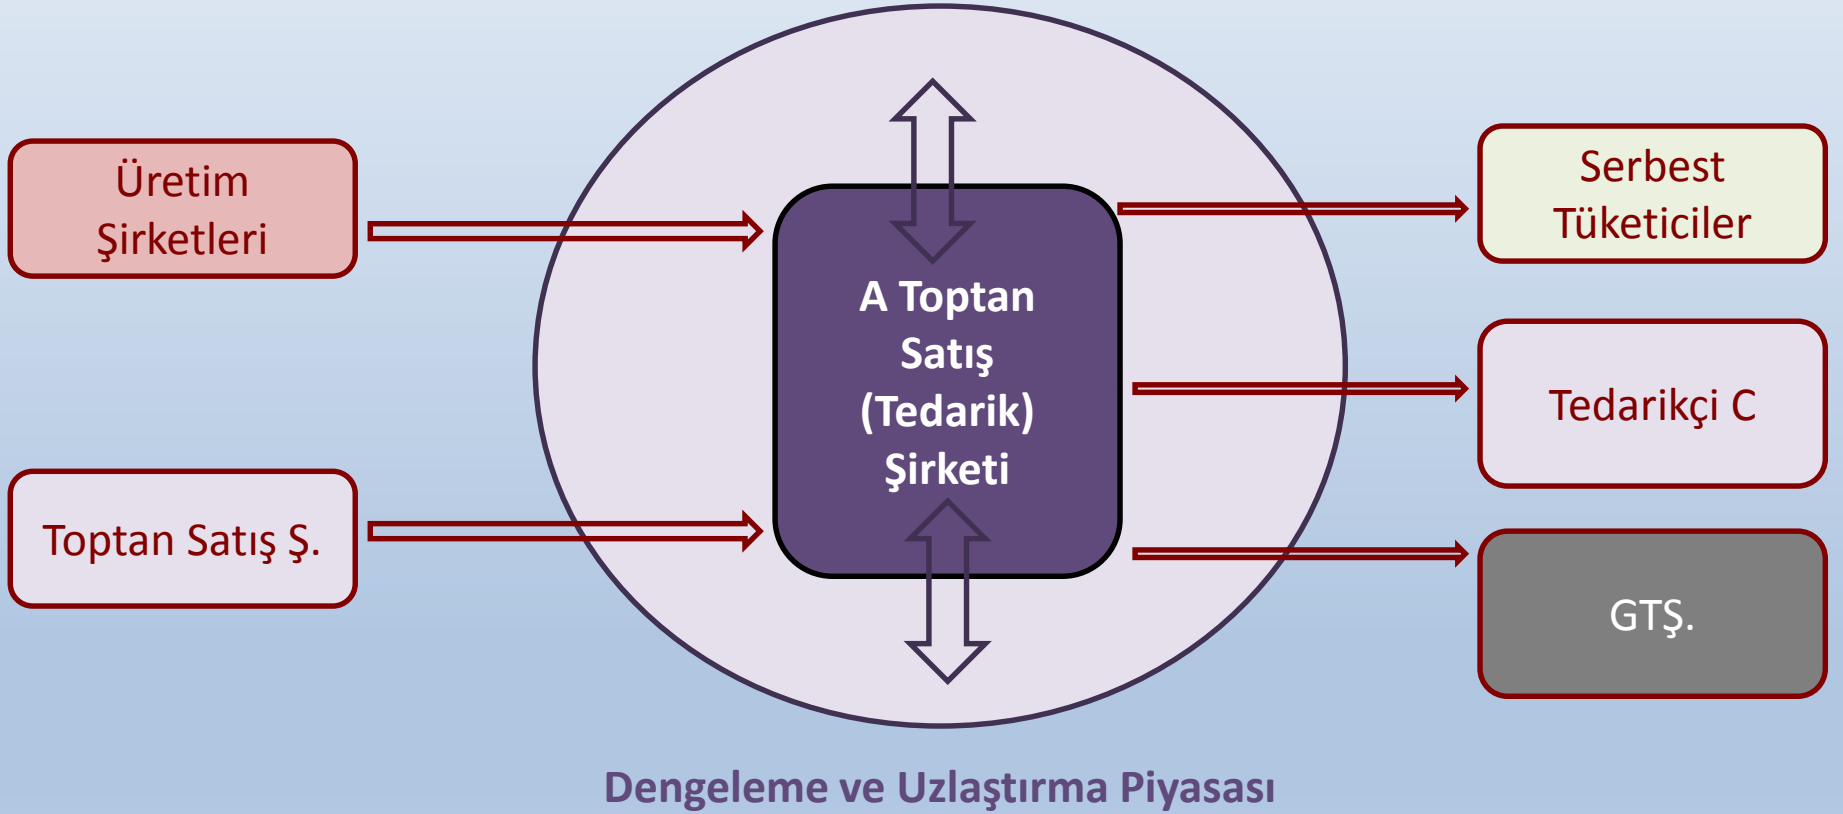 Üretim
Şirketleri
Toptan Satış Ş.
A Toptan
Satış
(Tedarik)
Şirketi
Serbest
Tüketiciler
Tedarikçi C
GTŞ.
Dengeleme ve Uzlaştırma Piyasası